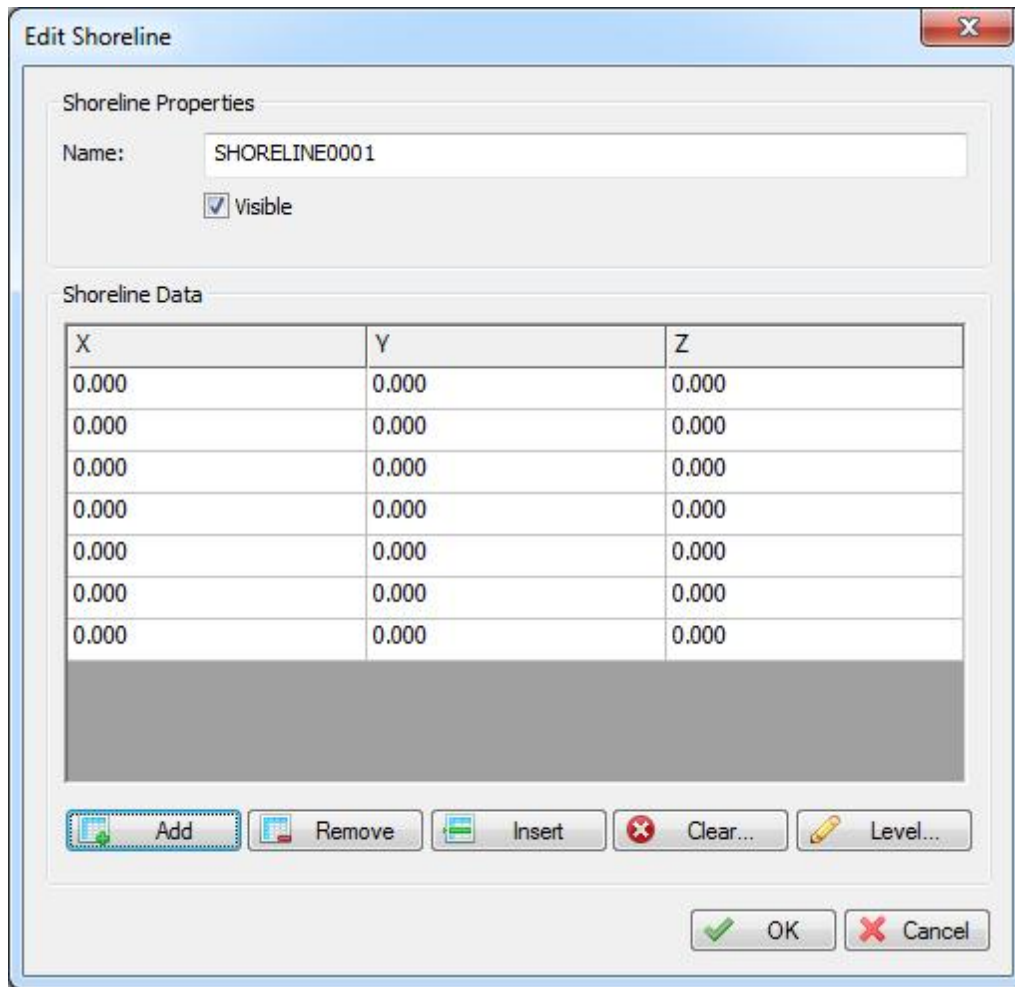 Edit Shoreline
Shoreline Properties
Name: SHORELINE0001
Visible
Shoreline Data
X Y Z
0.000 0.000 0.000
0.000 0.000 0.000
0.000 0.000 0.000
0.000 0.000 0.000
0.000 0.000 0.000
0.000 0.000 0.000
0.000 0.000 0.000
Add Remove Insert Clear... Level...
OK Cancel